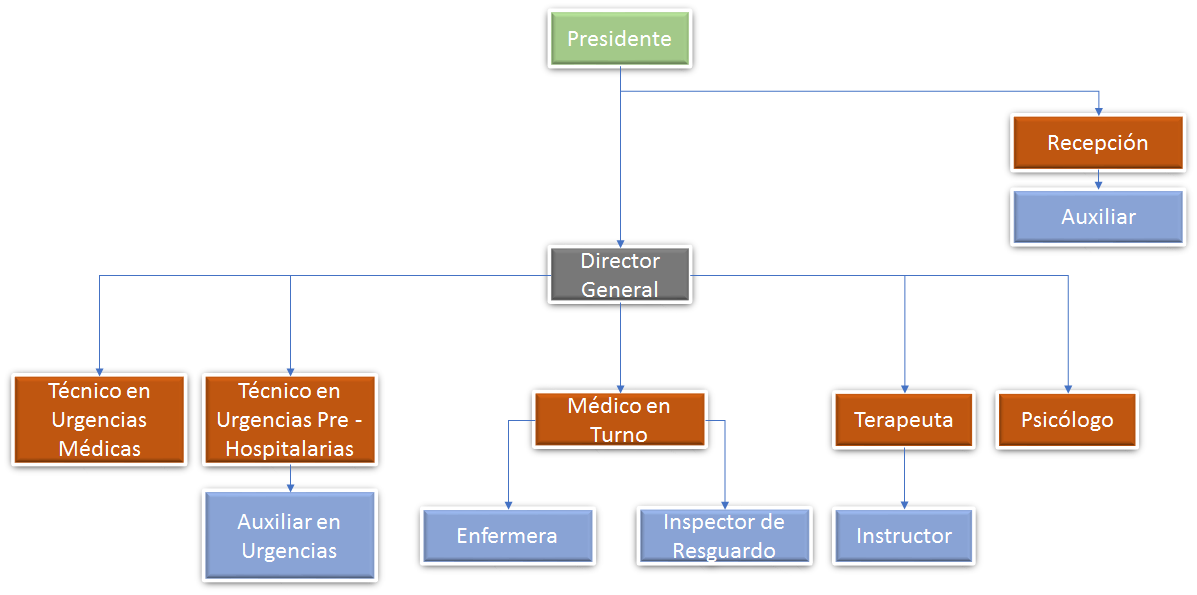 Presidente
Recepción
Auxiliar
Director
General
Técnico en
Urgencias
Médicas
Técnico en
Urgencias Pre -
Hospitalarias
Médico en
Turno
Terapeuta
Psicólogo
Auxiliar en
Urgencias
Enfermera
Inspector de
Resguardo
Instructor